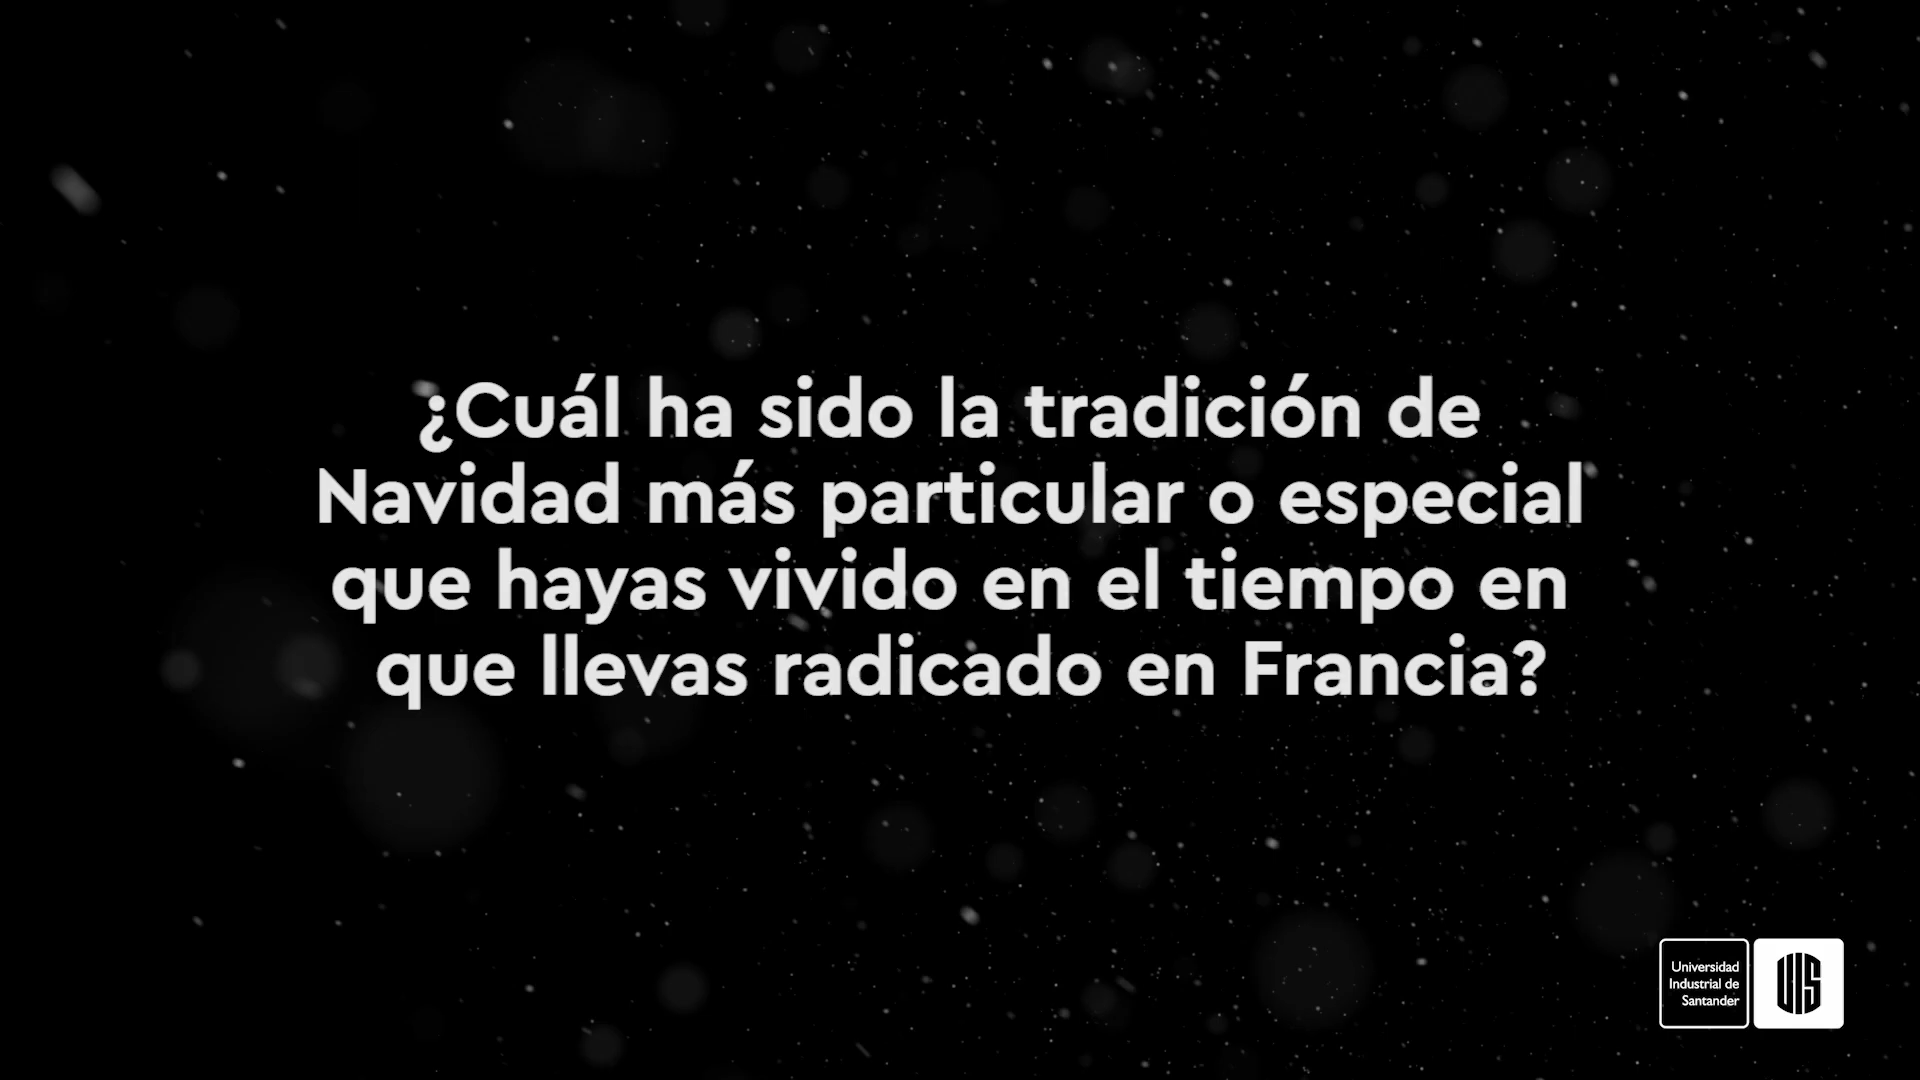 ¿Cuál ha sido la tradición de
Navidad más particular o especial
que hayas vivido en el tiempo en
que llevas radicado en Francia?
Universidad
Industrial de
Santander
UIS